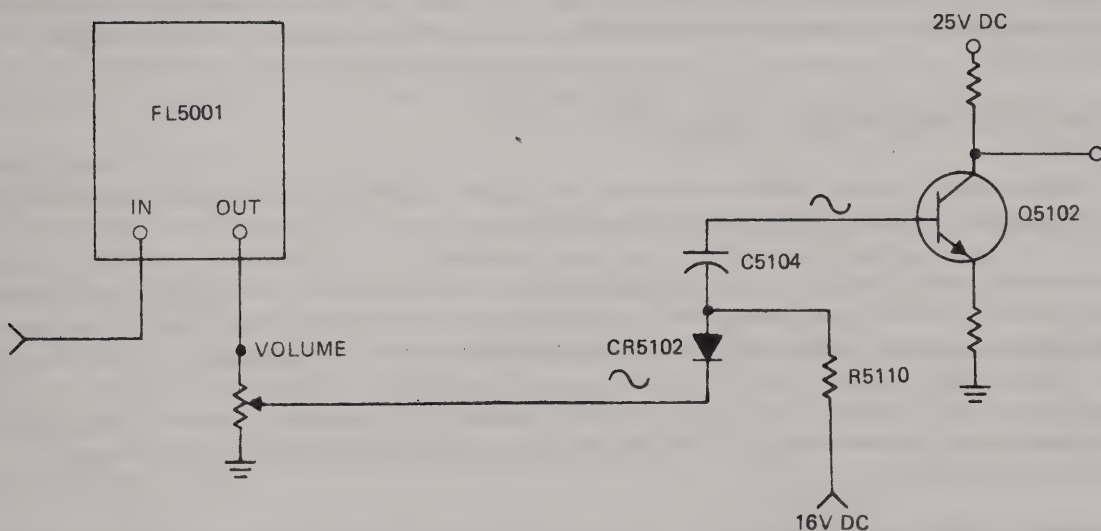 25V DC
FL5001
IN OUT
Q5102
C5104
VOLUME
CR5102
R5110
16V DC